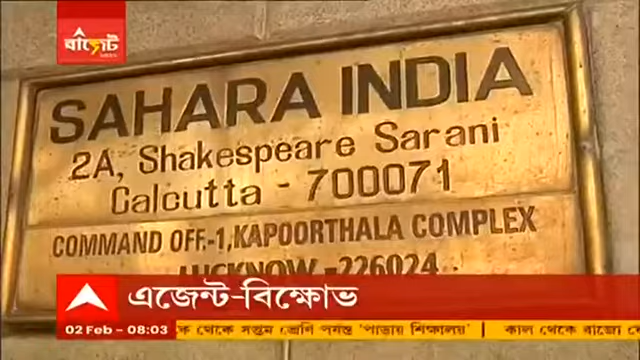 বাজেট
SAHARA INDIA
2A, Shakespeare Sarani
Calcutta - 700071
COMMAND OFF.-1, KAPOORTHALA COMPLEX
LUCKNOW - 226024
এজেন্ট-বিক্ষোভ
02 Feb - 08:03
থেকে সপ্তম শ্রেণি পর্যন্ত 'পাড়ায় শিক্ষালয়' | কাল থেকে রাজ্যে